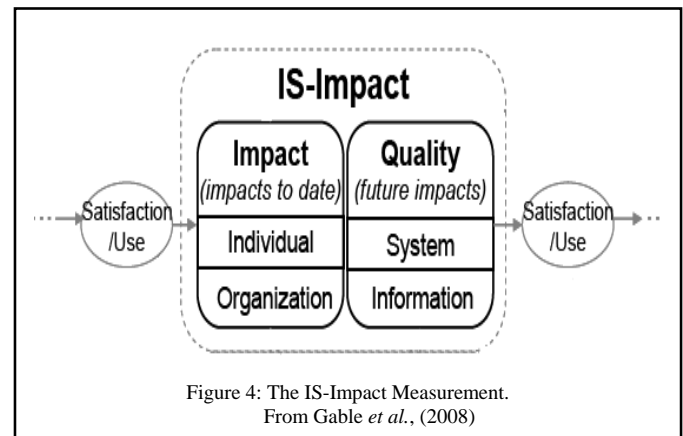 IS-Impact
Impact
(impacts to date)
Individual
Organization
Quality
(future impacts)
System
Information
Satisfaction
/Use
Satisfaction
/Use
Figure 4: The IS-Impact Measurement.
From Gable et al., (2008)